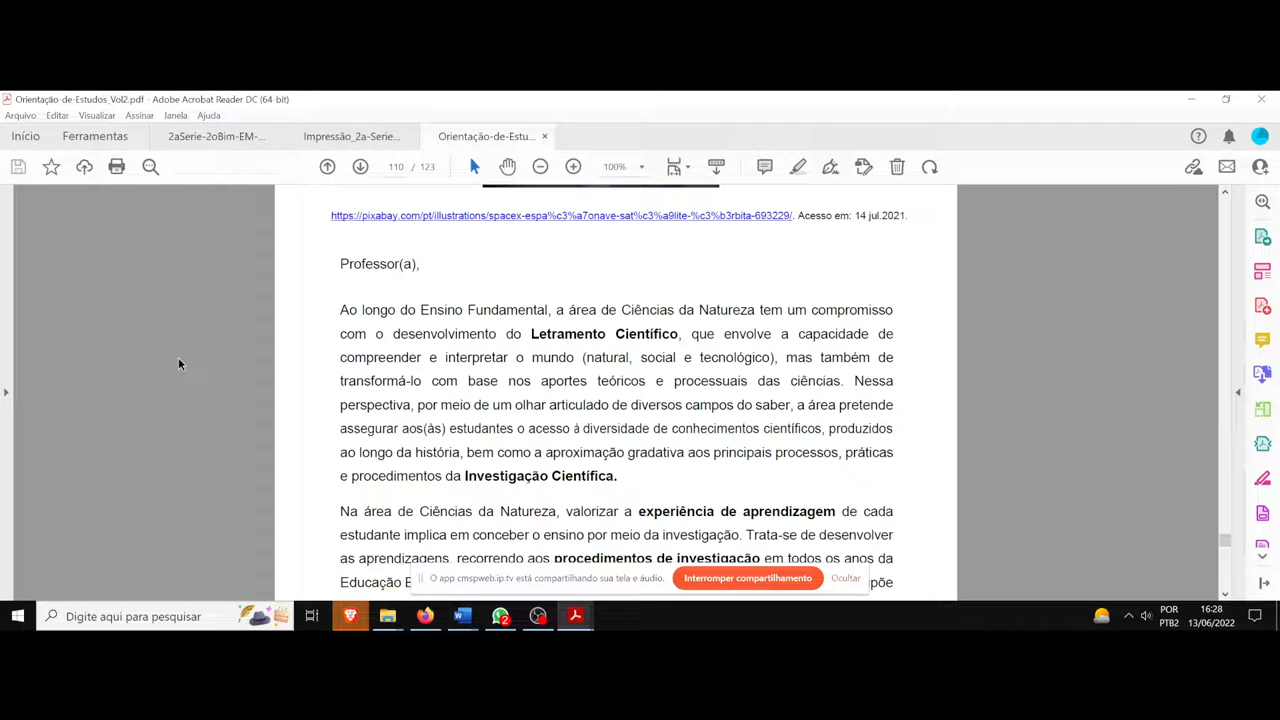 Orientação-de-Estudos_Vol2.pdf - Adobe Acrobat Reader DC (64-bit)
Arquivo Editar Visualizar Assinar Janela Ajuda
Início Ferramentas 2aSerie-2oBim-EM-... Impressão_2a-Serie... Orientação-de-Estu... ×
110 / 123 100%
https://pixabay.com/pt/illustrations/spacex-espa%c3%a7onave-sat%c3%a9lite-%c3%b3rbita-693229/. Acesso em: 14 jul.2021.
Professor(a),
Ao longo do Ensino Fundamental, a área de Ciências da Natureza tem um compromisso
com o desenvolvimento do Letramento Científico, que envolve a capacidade de
compreender e interpretar o mundo (natural, social e tecnológico), mas também de
transformá-lo com base nos aportes teóricos e processuais das ciências. Nessa
perspectiva, por meio de um olhar articulado de diversos campos do saber, a área pretende
assegurar aos(às) estudantes o acesso à diversidade de conhecimentos científicos, produzidos
ao longo da história, bem como a aproximação gradativa aos principais processos, práticas
e procedimentos da Investigação Científica.
Na área de Ciências da Natureza, valorizar a experiência de aprendizagem de cada
estudante implica em conceber o ensino por meio da investigação. Trata-se de desenvolver
as aprendizagens, recorrendo aos procedimentos de investigação em todos os anos da
Educação
O app cmspweb.ip.tv está compartilhando sua tela e áudio. Interromper compartilhamento Ocultar
Digite aqui para pesquisar
2
POR 16:28
PTB2 13/06/2022